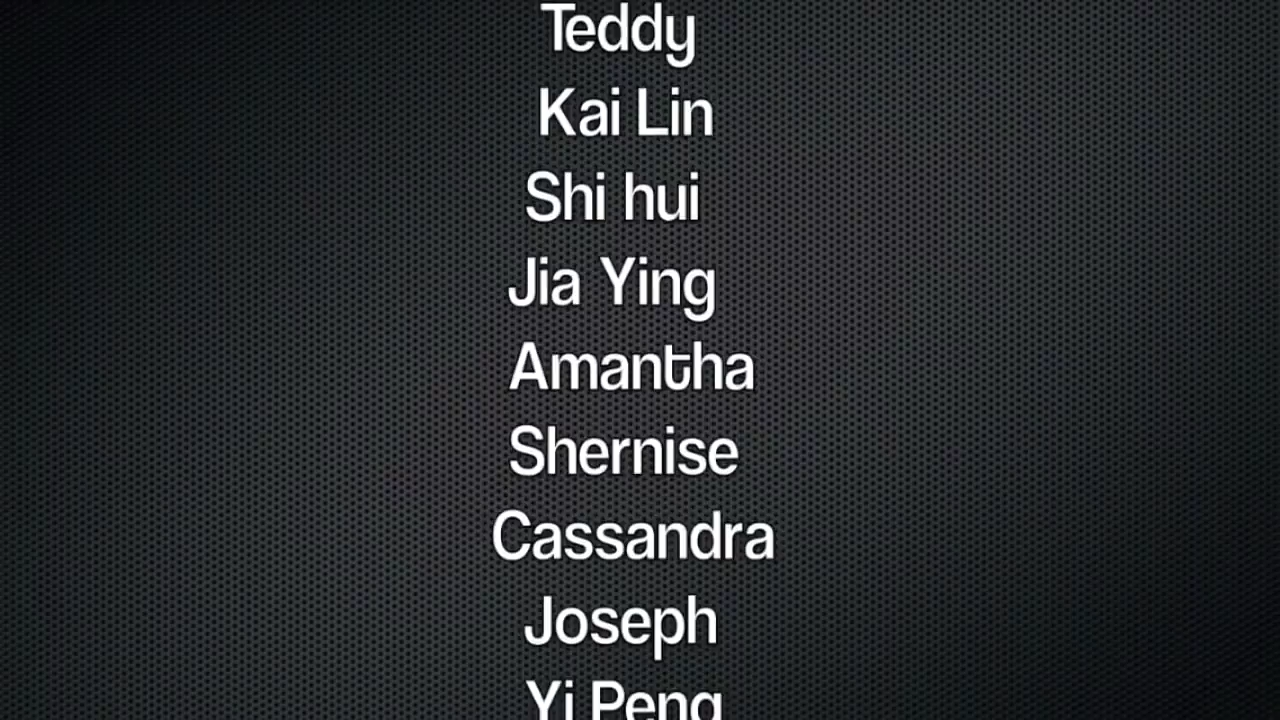 Teddy
Kai Lin
Shi hui
Jia Ying
Amantha
Shernise
Cassandra
Joseph
Yi Peng